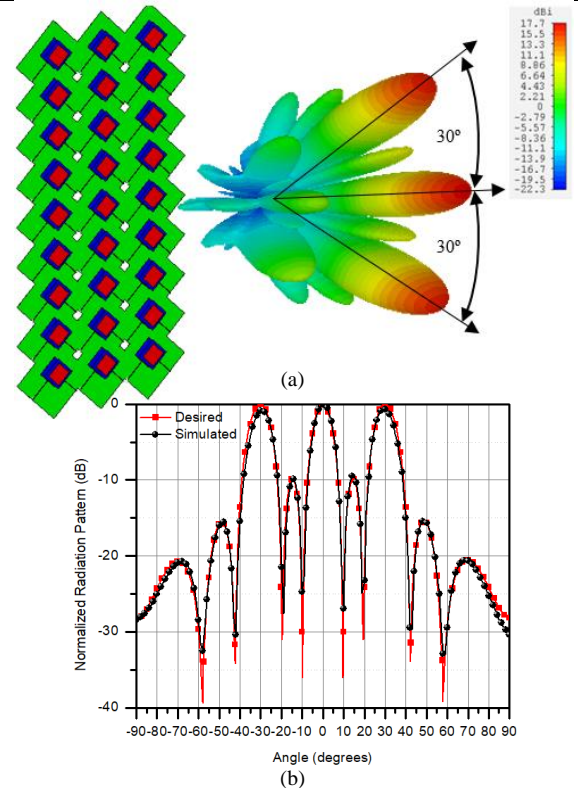 dBi
17.7
15.5
13.3
11.1
8.86
6.64
4.43
2.21
0
-2.79
-5.57
-8.36
-11.1
-13.9
-16.7
-19.5
-22.3
30º
30º
(a)
Desired
Simulated
Normalized Radiation Pattern (dB)
0
-10
-20
-30
-40
-90 -80 -70 -60 -50 -40 -30 -20 -10 0 10 20 30 40 50 60 70 80 90
Angle (degrees)
(b)